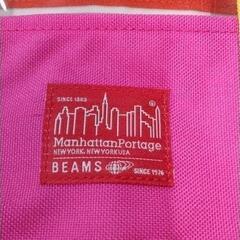 SINCE 1983
®
ManhattanPortage
NEW YORK, NEW YORK USA
BEAMS SINCE 1976